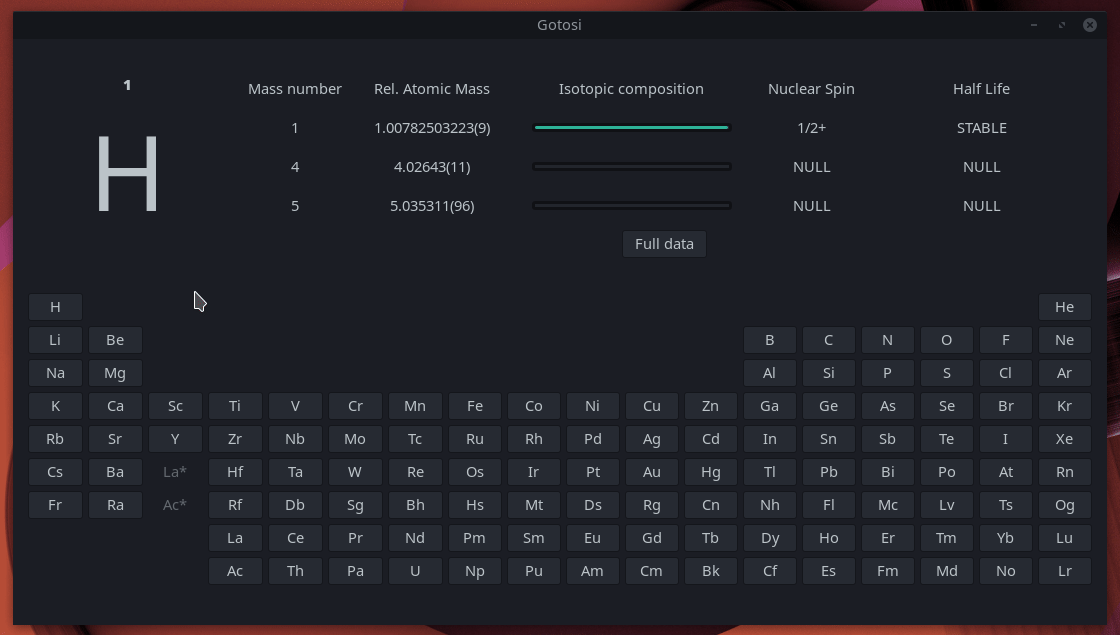 Gotosi
1
H
Mass number Rel. Atomic Mass Isotopic composition Nuclear Spin Half Life
1 1.00782503223(9) 1/2+ STABLE
4 4.02643(11) NULL NULL
5 5.035311(96) NULL NULL
Full data
H He
Li Be B C N O F Ne
Na Mg Al Si P S Cl Ar
K Ca Sc Ti V Cr Mn Fe Co Ni Cu Zn Ga Ge As Se Br Kr
Rb Sr Y Zr Nb Mo Tc Ru Rh Pd Ag Cd In Sn Sb Te I Xe
Cs Ba La* Hf Ta W Re Os Ir Pt Au Hg Tl Pb Bi Po At Rn
Fr Ra Ac* Rf Db Sg Bh Hs Mt Ds Rg Cn Nh Fl Mc Lv Ts Og
La Ce Pr Nd Pm Sm Eu Gd Tb Dy Ho Er Tm Yb Lu
Ac Th Pa U Np Pu Am Cm Bk Cf Es Fm Md No Lr